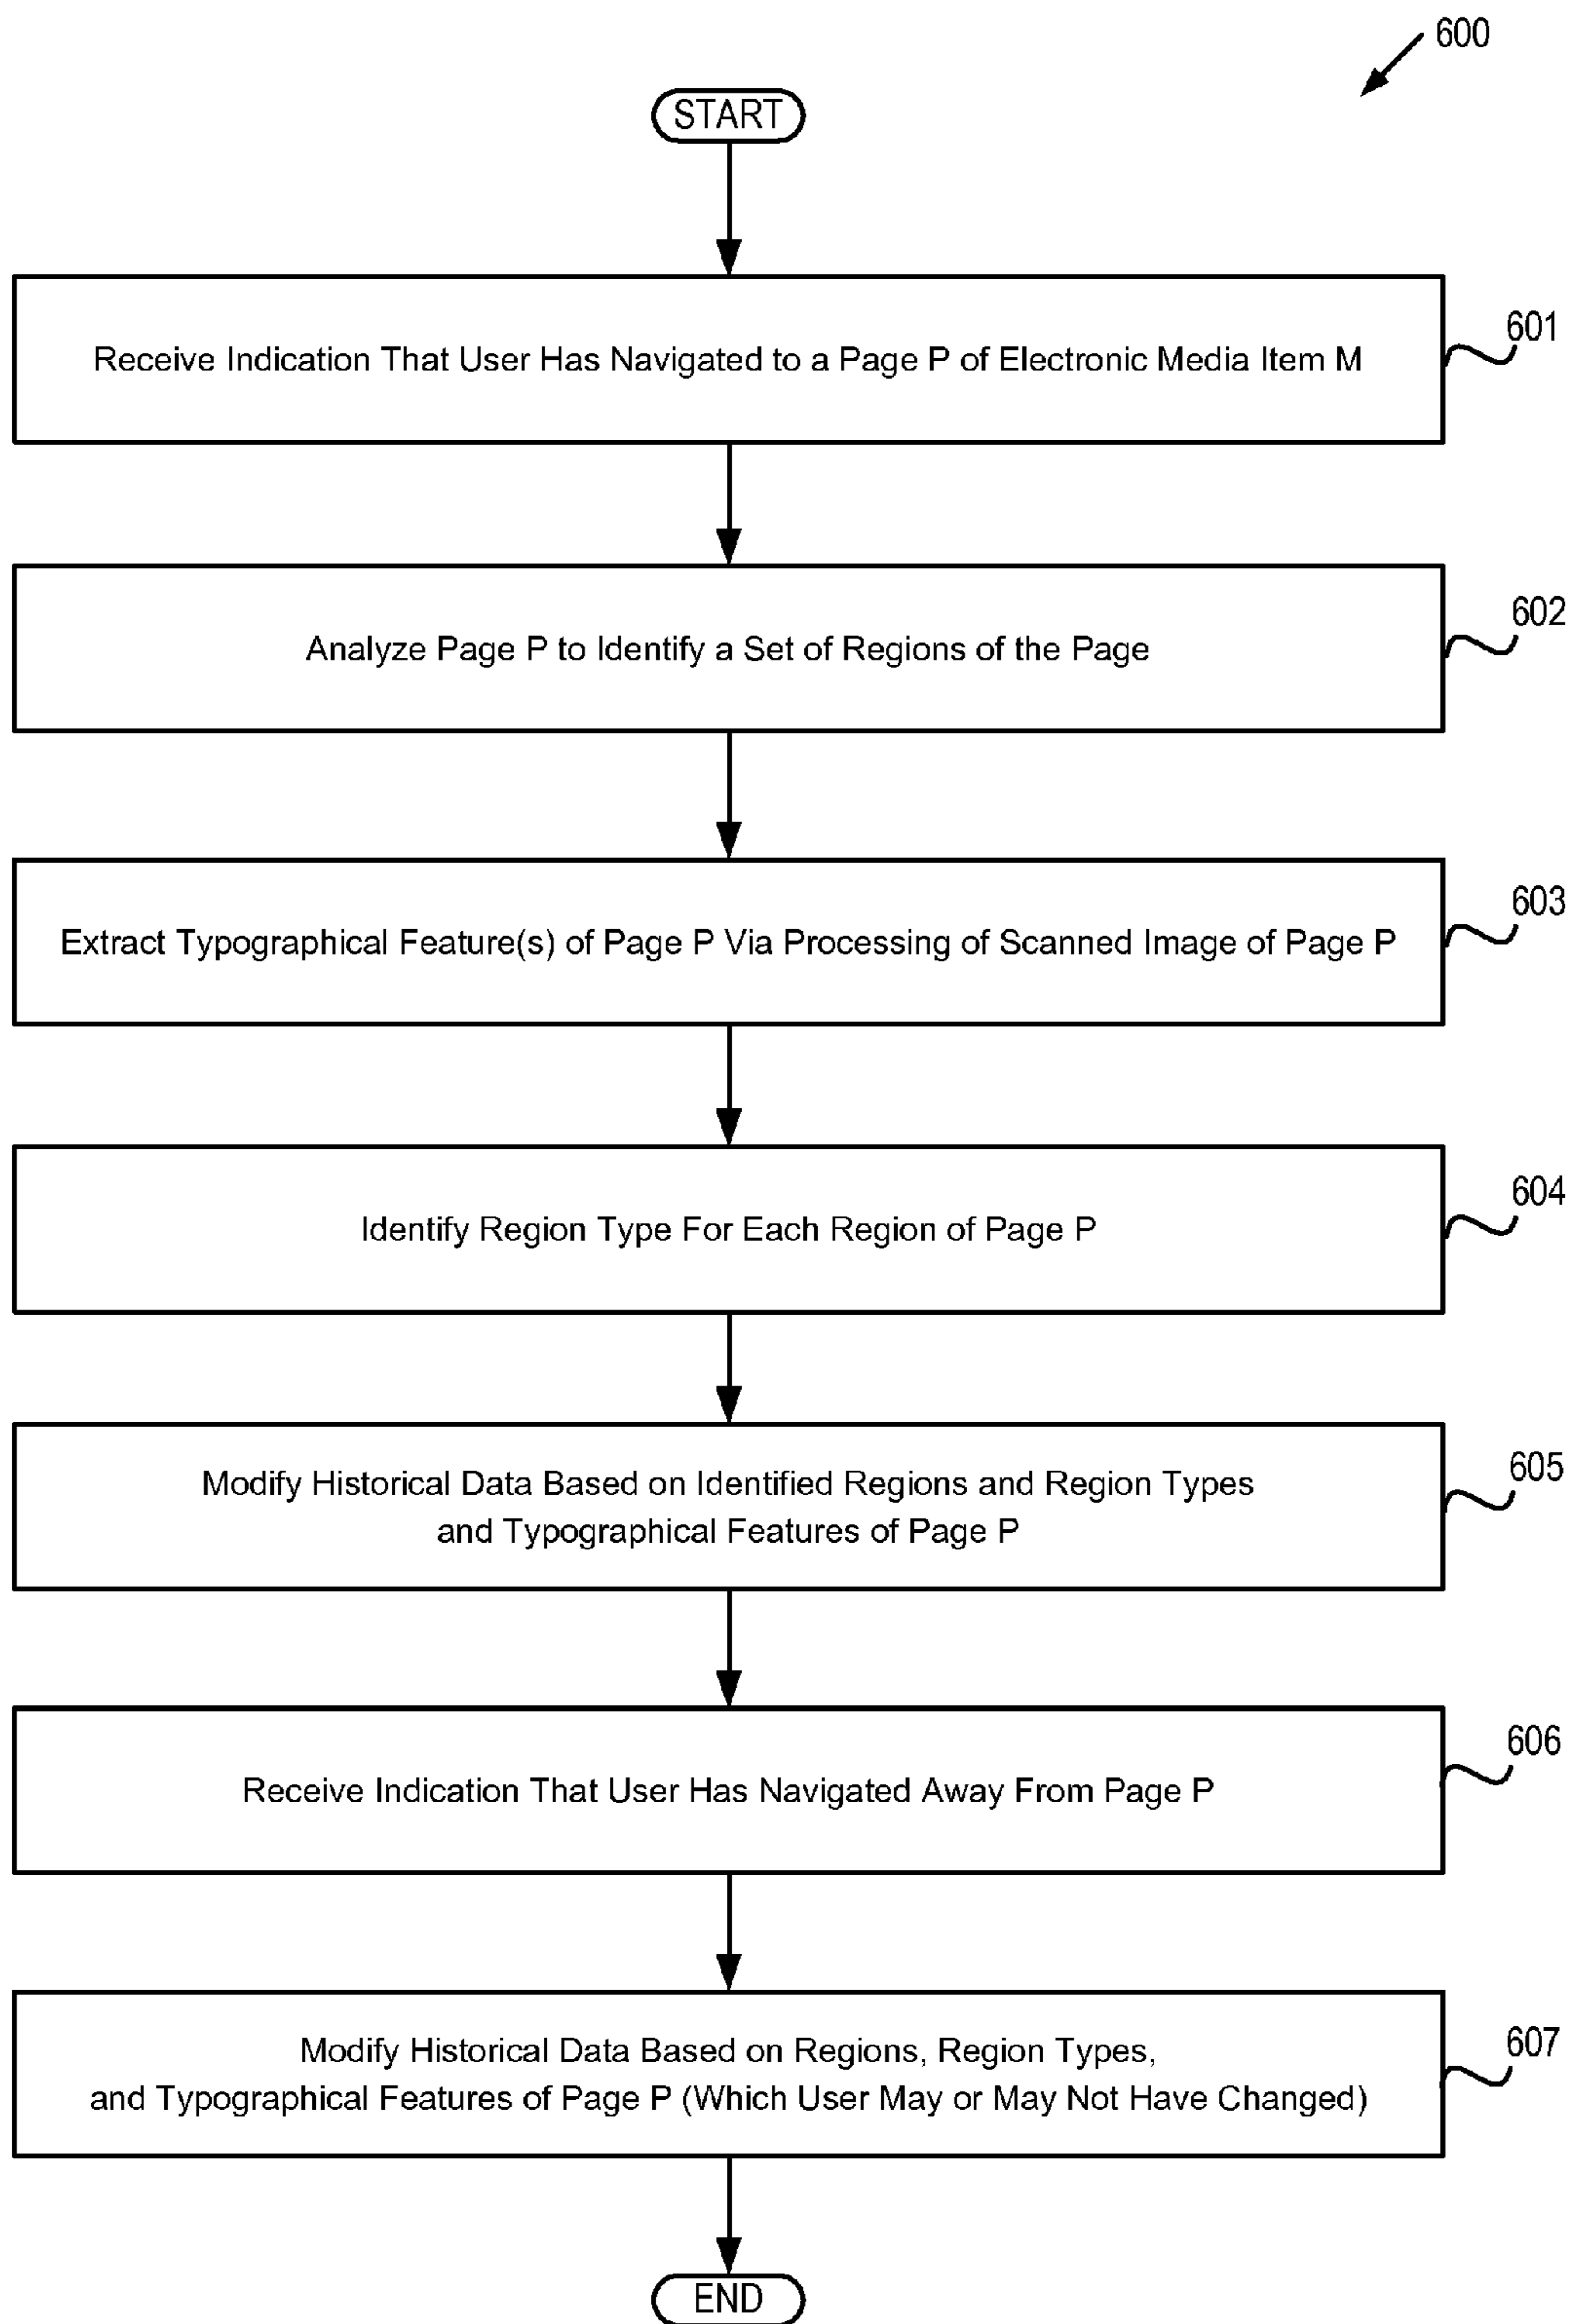 600
START
Receive Indication That User Has Navigated to a Page P of Electronic Media Item M
601
Analyze Page P to Identify a Set of Regions of the Page
602
Extract Typographical Feature(s) of Page P Via Processing of Scanned Image of Page P
603
Identify Region Type For Each Region of Page P
604
Modify Historical Data Based on Identified Regions and Region Types
and Typographical Features of Page P
605
Receive Indication That User Has Navigated Away From Page P
606
Modify Historical Data Based on Regions, Region Types,
and Typographical Features of Page P (Which User May or May Not Have Changed)
607
END